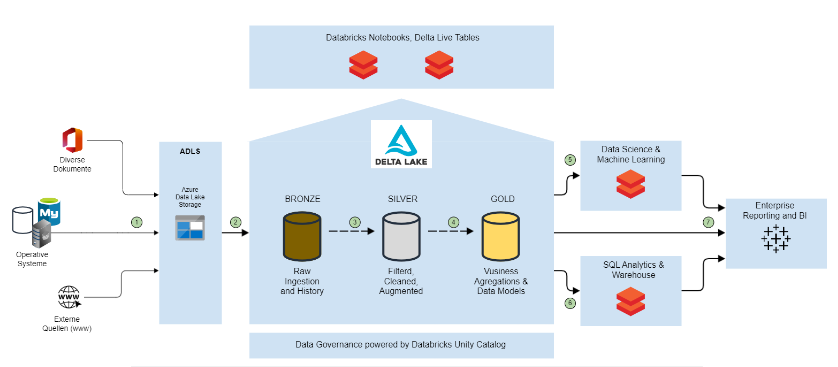 Databricks Notebooks, Delta Live Tables
Diverse
Dokumente
My
Operative
Systeme
WWW
Externe
Quellen (www)
1
ADLS
Azure
Data Lake
Storage
2
DELTA LAKE
BRONZE
SILVER
GOLD
3
4
Raw
Ingestion
and History
Filterd,
Cleaned,
Augmented
Vusiness
Agregations &
Data Models
Data Governance powered by Databricks Unity Catalog
5
Data Science &
Machine Learning
6
SQL Analytics &
Warehouse
7
Enterprise
Reporting and BI